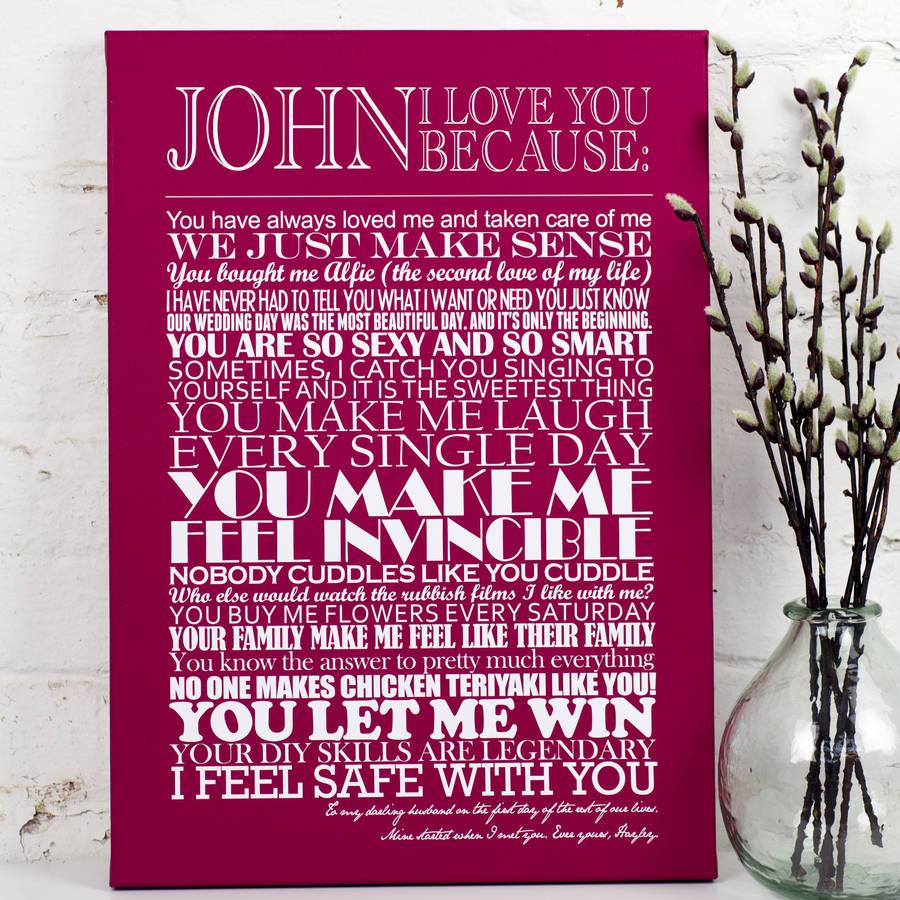 JOHN I LOVE YOU
BECAUSE:
You have always loved me and taken care of me
WE JUST MAKE SENSE
You bought me Alfie (the second love of my life)
I HAVE NEVER HAD TO TELL YOU WHAT I WANT OR NEED YOU JUST KNOW
OUR WEDDING DAY WAS THE MOST BEAUTIFUL DAY. AND IT'S ONLY THE BEGINNING.
YOU ARE SO SEXY AND SO SMART
SOMETIMES, I CATCH YOU SINGING TO
YOURSELF AND IT IS THE SWEETEST THING
YOU MAKE ME LAUGH
EVERY SINGLE DAY
YOU MAKE ME
FEEL INVINCIBLE
NOBODY CUDDLES LIKE YOU CUDDLE
Who else would watch the rubbish films I like with me?
YOU BUY ME FLOWERS EVERY SATURDAY
YOUR FAMILY MAKE ME FEEL LIKE THEIR FAMILY
You know the answer to pretty much everything
NO ONE MAKES CHICKEN TERIYAKI LIKE YOU!
YOU LET ME WIN
YOUR DIY SKILLS ARE LEGENDARY
I FEEL SAFE WITH YOU
To my darling husband on the first day of the rest of our lives.
Mine started when I met you. Ever yours, Hayley.